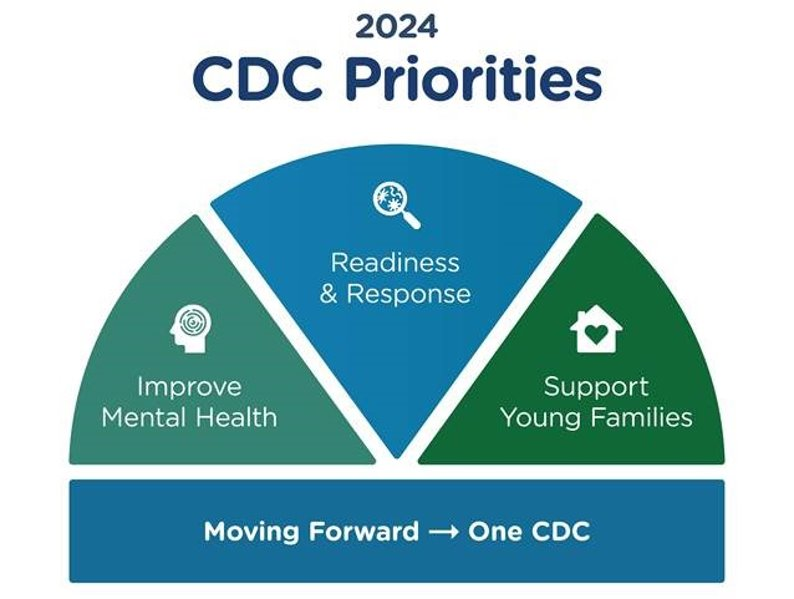 2024
CDC Priorities
Readiness
& Response
Improve
Mental Health
Support
Young Families
Moving Forward → One CDC